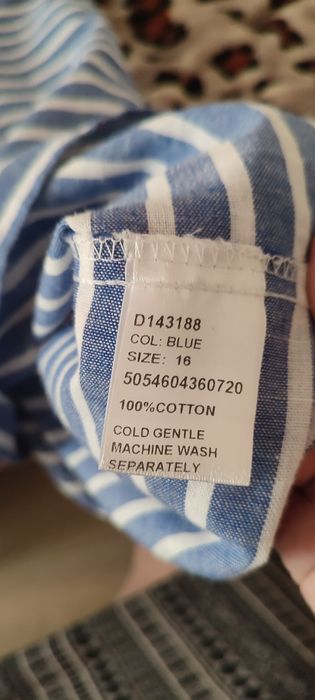 D143188
COL: BLUE
SIZE: 16
5054604360720
100%COTTON
COLD GENTLE
MACHINE WASH
SEPARATELY